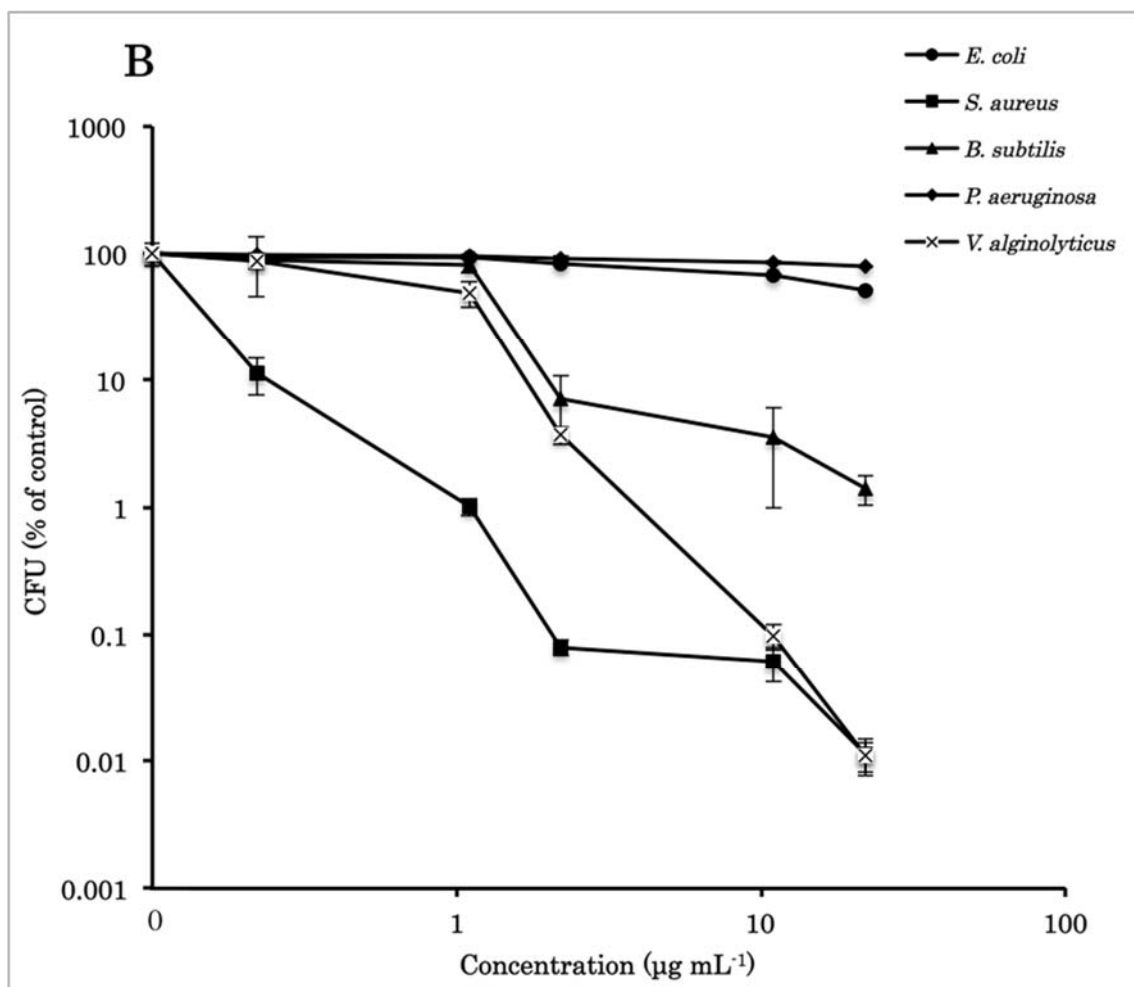 B
E. coli
S. aureus
B. subtilis
P. aeruginosa
V. alginolyticus
1000
100
10
1
0.1
0.01
0.001
CFU (% of control)
0
1
10
100
Concentration (µg mL⁻¹)